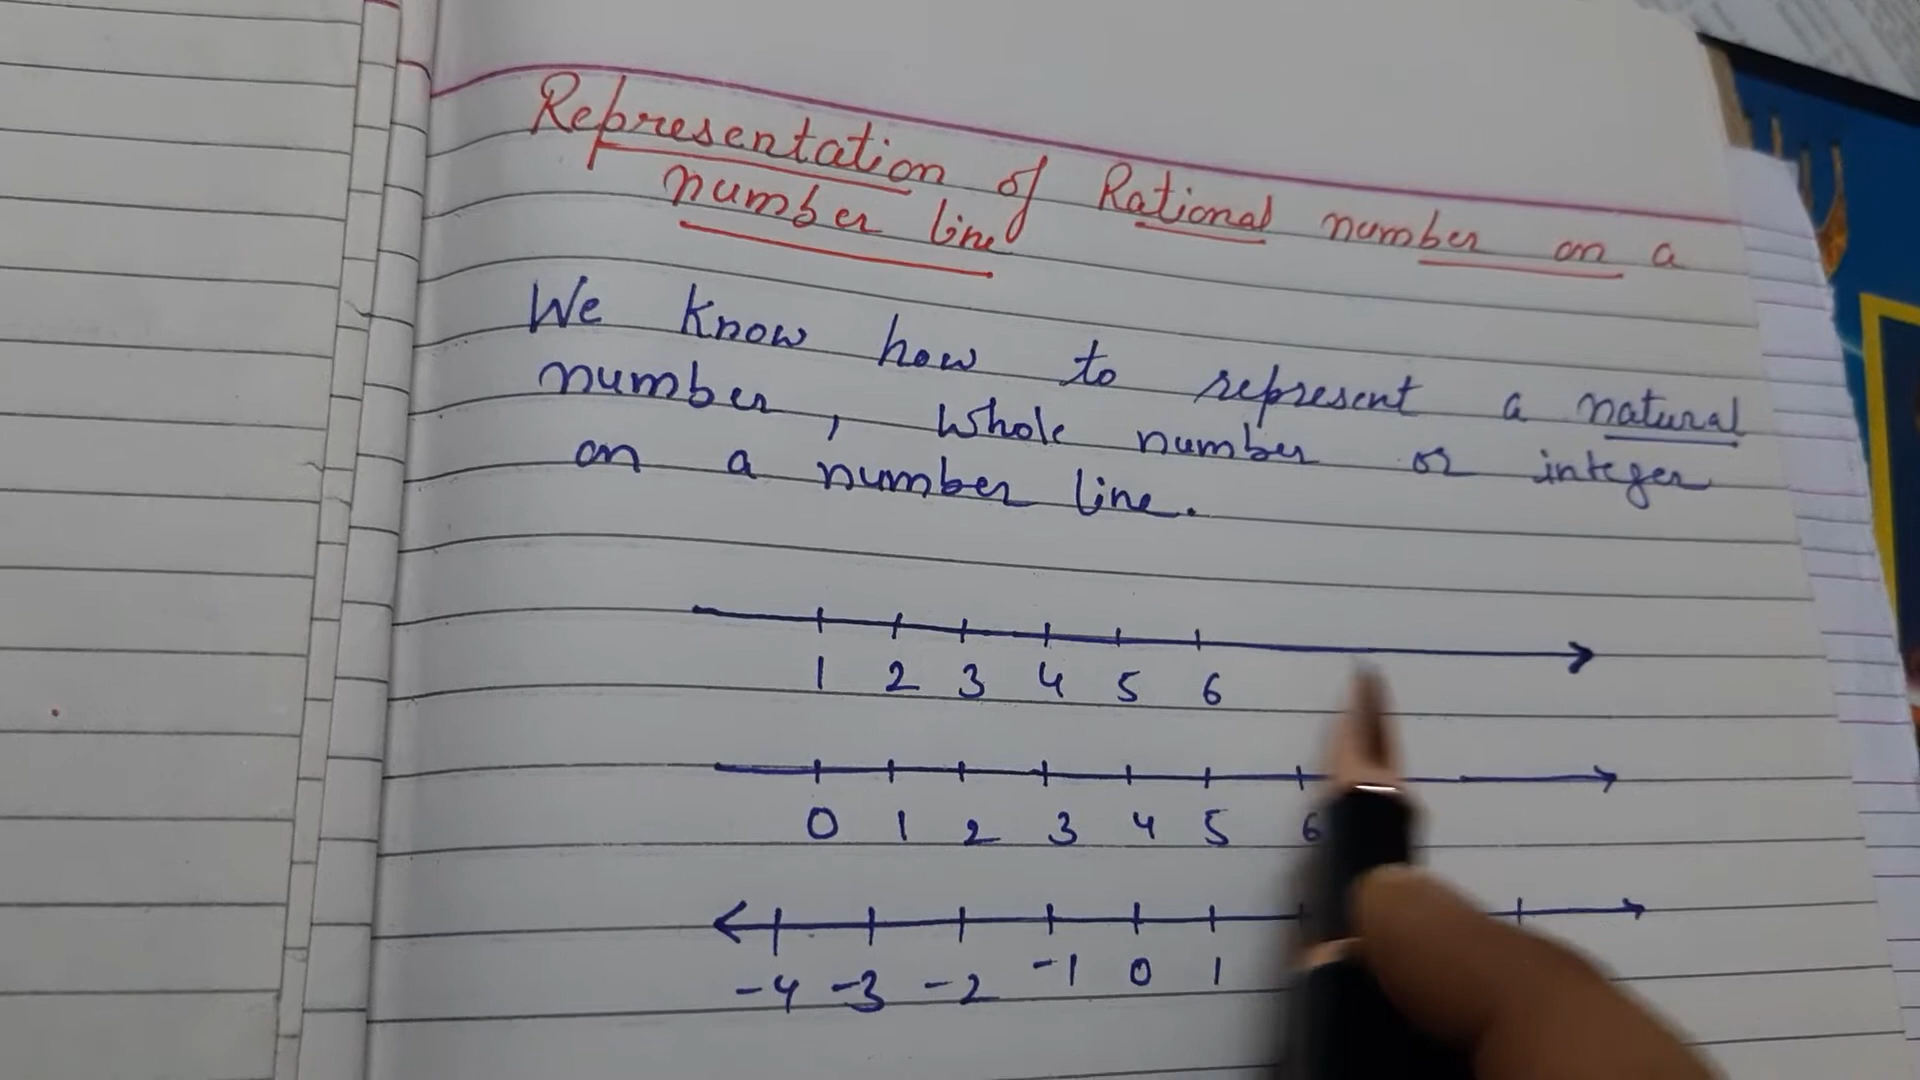 Representation of Rational number on a
number line
We know how to represent a natural
number, whole number or integer
on a number line.
1 2 3 4 5 6
0 1 2 3 4 5 6
-4 -3 -2 -1 0 1